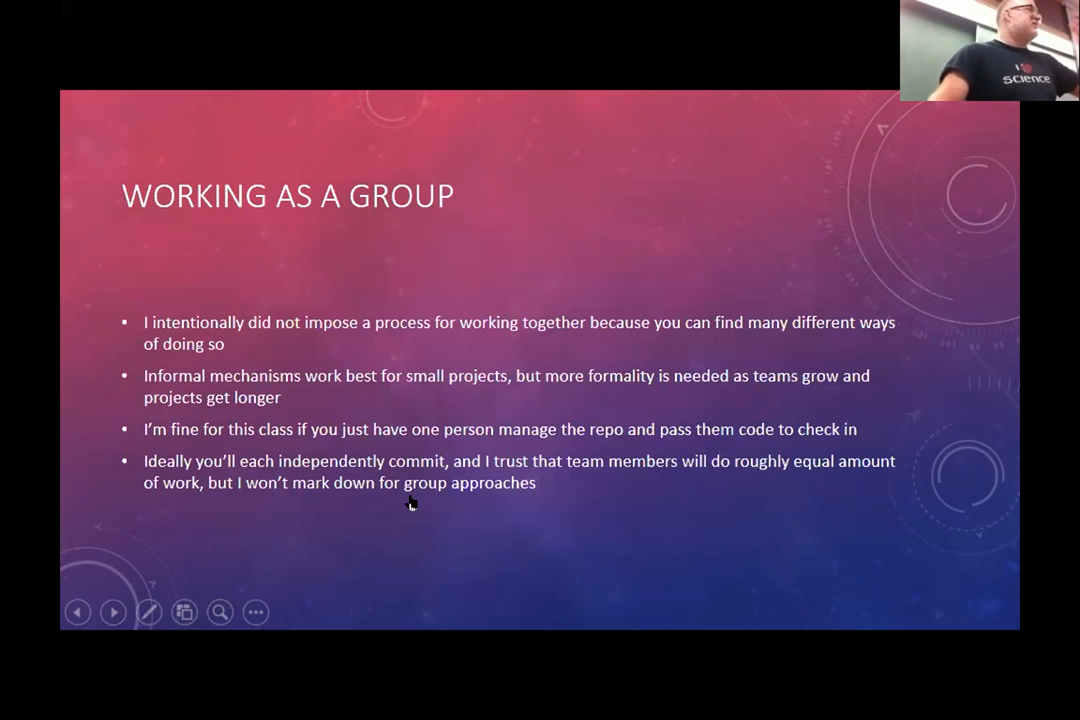 I ❤ science
WORKING AS A GROUP
• I intentionally did not impose a process for working together because you can find many different ways
of doing so
• Informal mechanisms work best for small projects, but more formality is needed as teams grow and
projects get longer
• I’m fine for this class if you just have one person manage the repo and pass them code to check in
• Ideally you’ll each independently commit, and I trust that team members will do roughly equal amount
of work, but I won’t mark down for group approaches